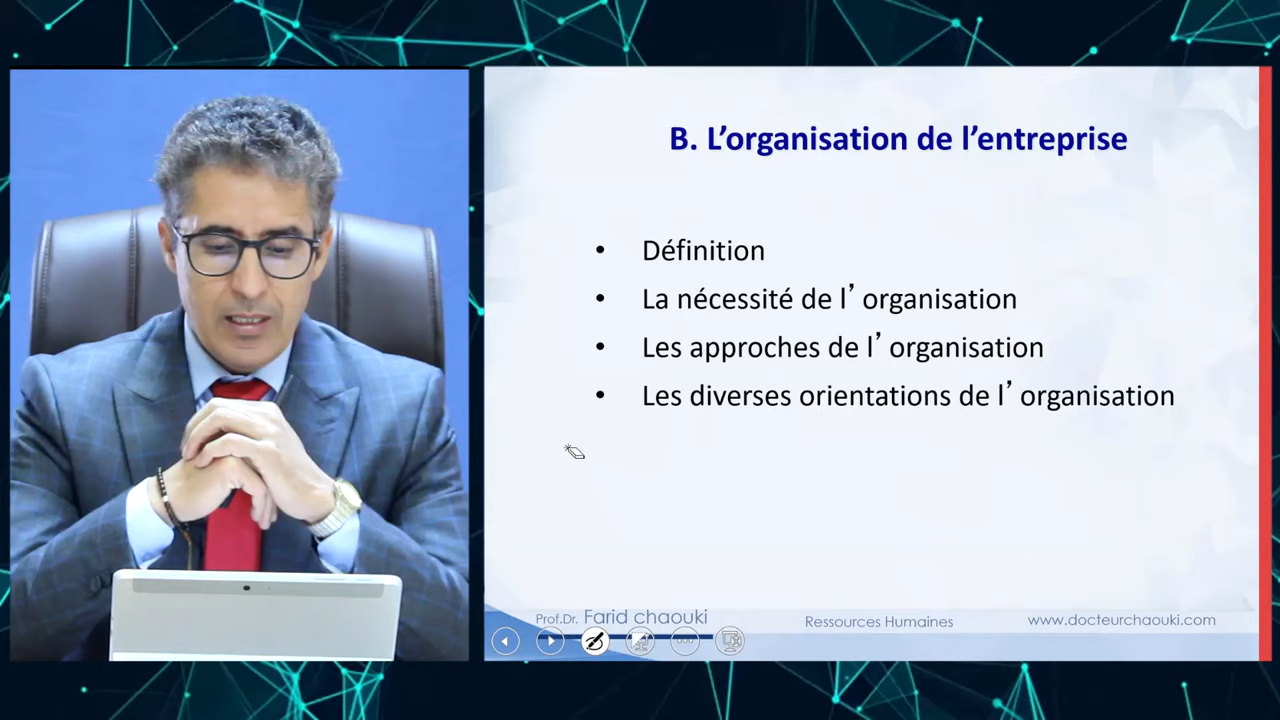 B. L’organisation de l’entreprise
• Définition
• La nécessité de l’ organisation
• Les approches de l’ organisation
• Les diverses orientations de l’ organisation
Prof.Dr. Farid chaouki
Ressources Humaines
www.docteurchaouki.com